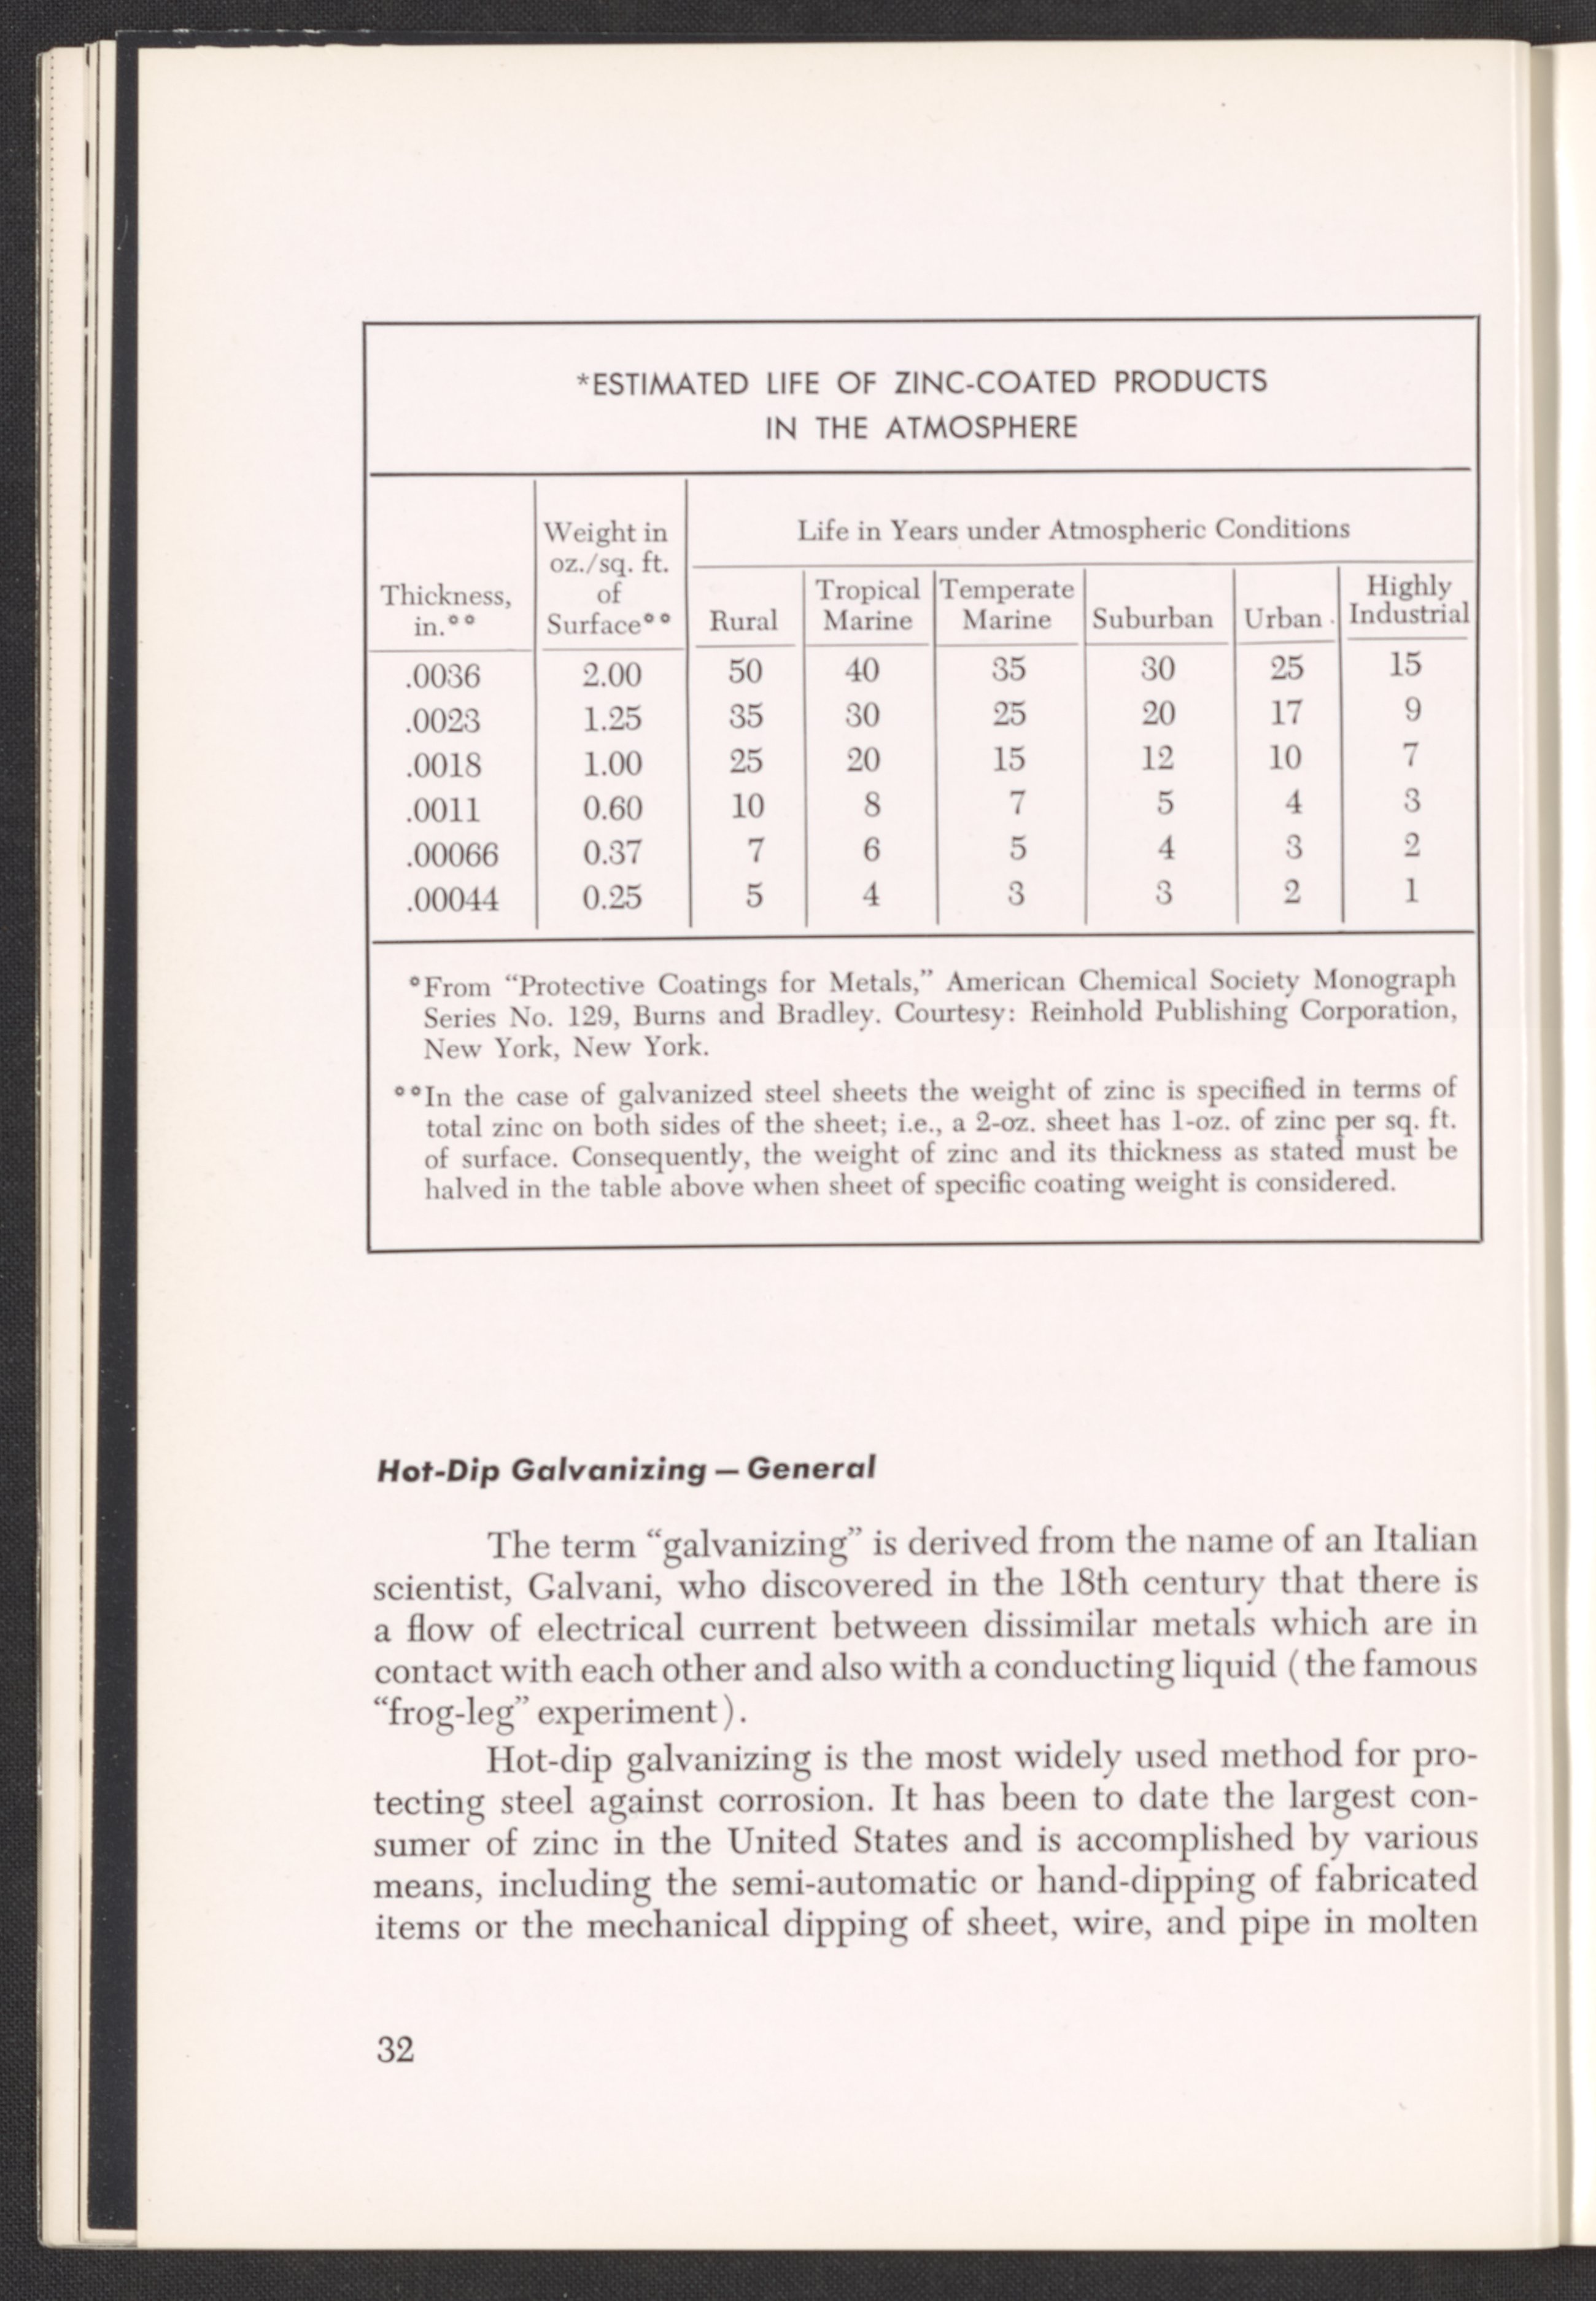 *ESTIMATED LIFE OF ZINC-COATED PRODUCTS
IN THE ATMOSPHERE
Thickness, in.** Weight in oz./sq. ft. of Surface** Life in Years under Atmospheric Conditions
Rural Tropical Marine Temperate Marine Suburban Urban Highly Industrial
.0036 2.00 50 40 35 30 25 15
.0023 1.25 35 30 25 20 17 9
.0018 1.00 25 20 15 12 10 7
.0011 0.60 10 8 7 5 4 3
.00066 0.37 7 6 5 4 3 2
.00044 0.25 5 4 3 3 2 1
*From “Protective Coatings for Metals,” American Chemical Society Monograph
Series No. 129, Burns and Bradley. Courtesy: Reinhold Publishing Corporation,
New York, New York.
**In the case of galvanized steel sheets the weight of zinc is specified in terms of
total zinc on both sides of the sheet; i.e., a 2-oz. sheet has 1-oz. of zinc per sq. ft.
of surface. Consequently, the weight of zinc and its thickness as stated must be
halved in the table above when sheet of specific coating weight is considered.
Hot-Dip Galvanizing — General
The term “galvanizing” is derived from the name of an Italian
scientist, Galvani, who discovered in the 18th century that there is
a flow of electrical current between dissimilar metals which are in
contact with each other and also with a conducting liquid (the famous
“frog-leg” experiment).
Hot-dip galvanizing is the most widely used method for pro-
tecting steel against corrosion. It has been to date the largest con-
sumer of zinc in the United States and is accomplished by various
means, including the semi-automatic or hand-dipping of fabricated
items or the mechanical dipping of sheet, wire, and pipe in molten
32